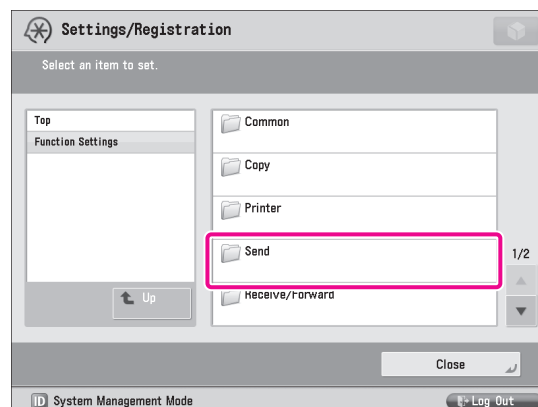 Settings/Registration
Select an item to set.
Top
Function Settings
Up
Common
Copy
Printer
Send
Receive/Forward
1/2
Close
ID System Management Mode
Log Out